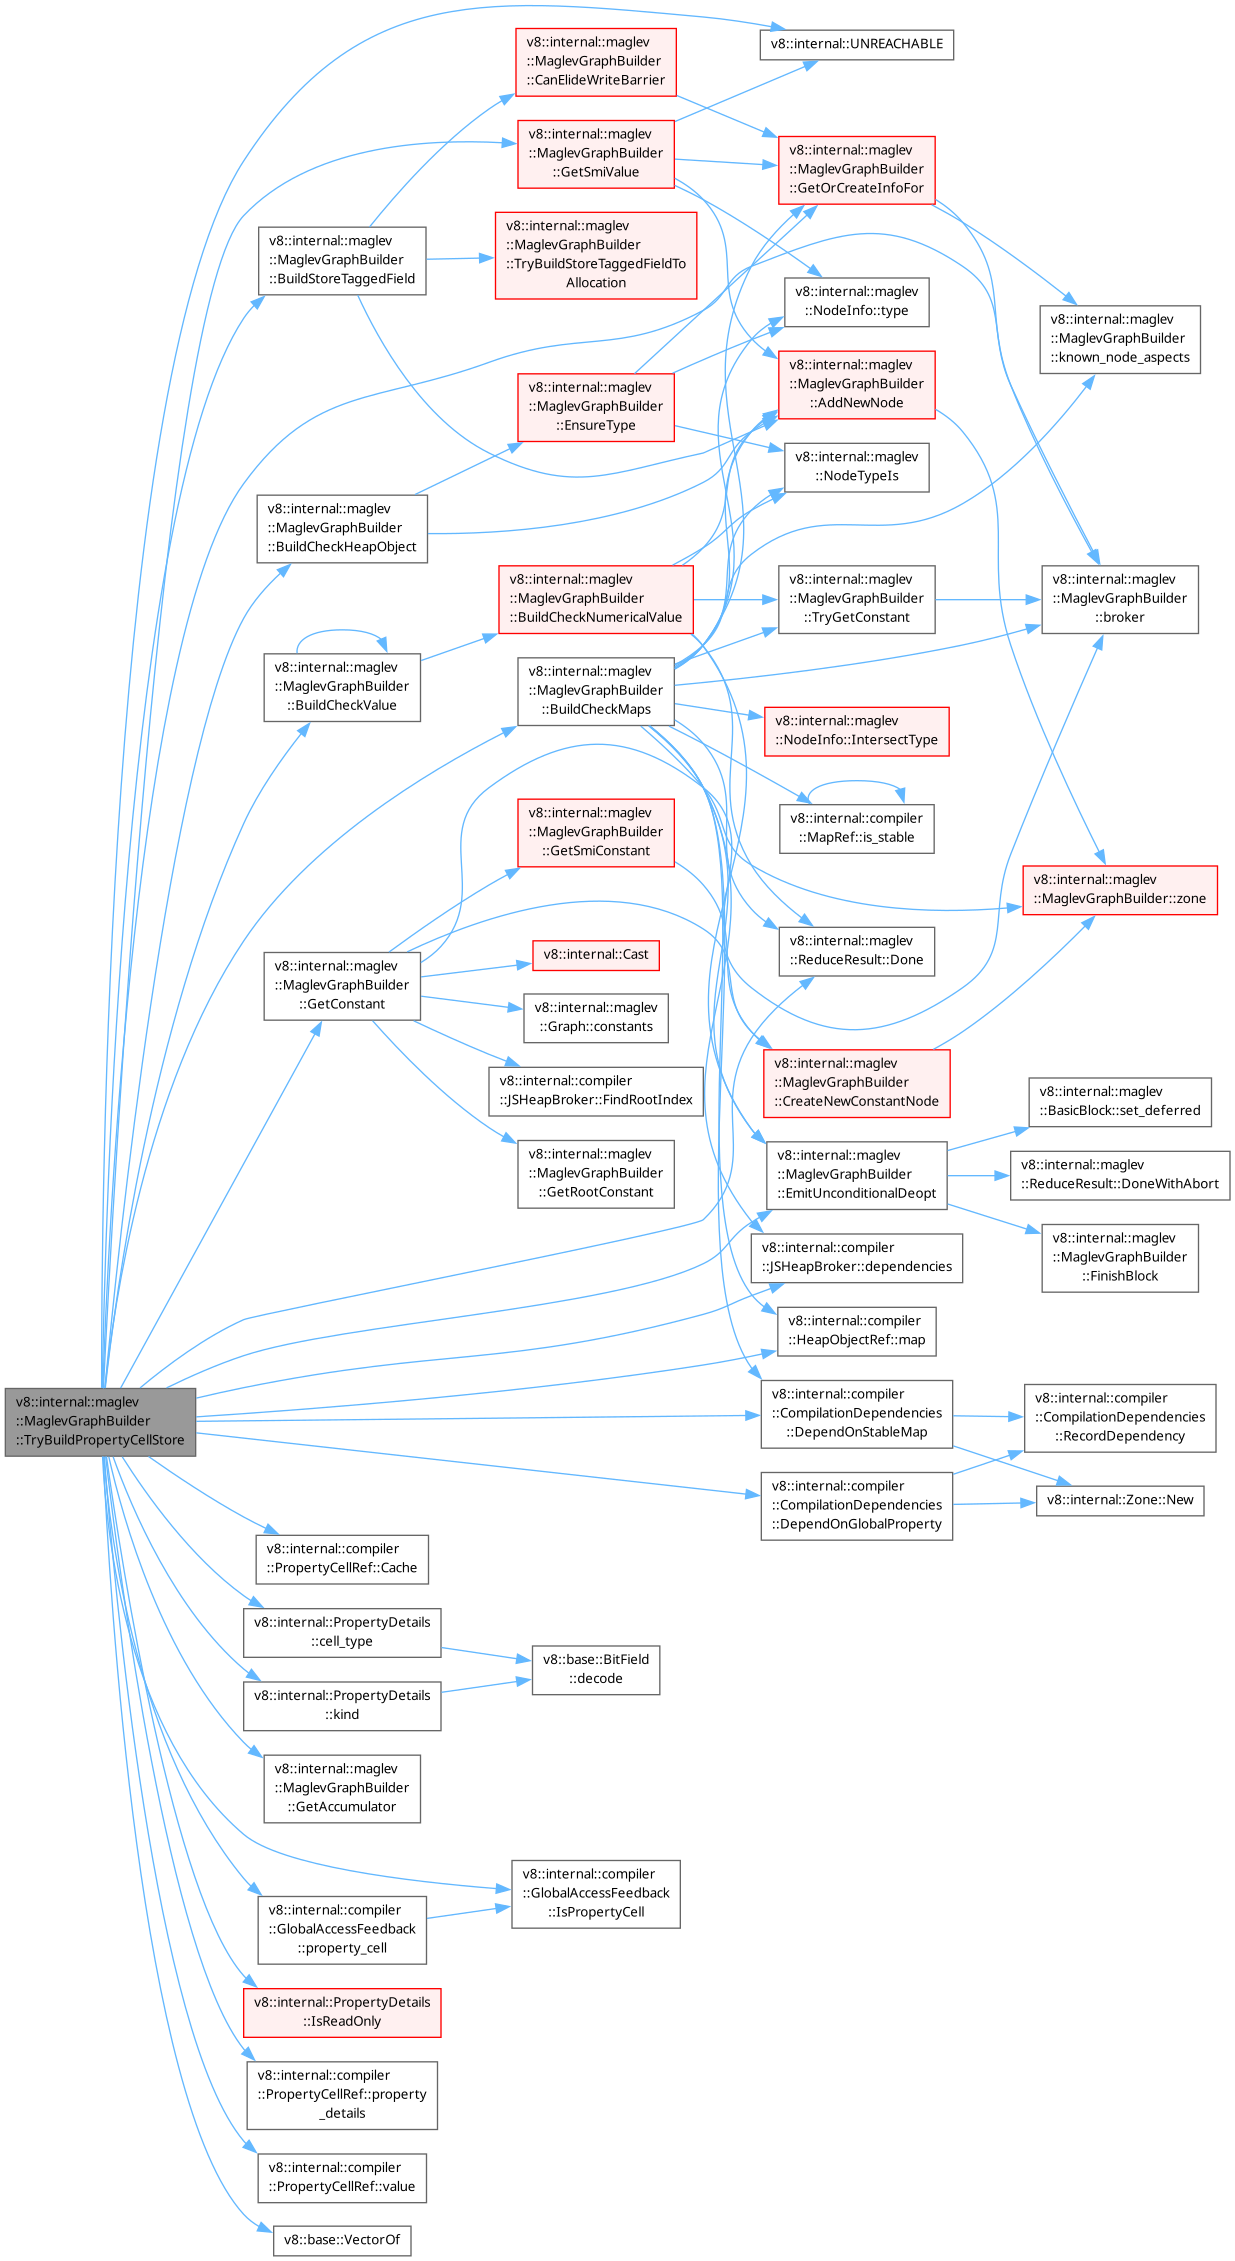 v8::internal::maglev
::MaglevGraphBuilder
::TryBuildPropertyCellStore
v8::internal::maglev
::MaglevGraphBuilder
::BuildStoreTaggedField
v8::internal::maglev
::MaglevGraphBuilder
::BuildCheckHeapObject
v8::internal::maglev
::MaglevGraphBuilder
::BuildCheckValue
v8::internal::maglev
::MaglevGraphBuilder
::GetConstant
v8::internal::compiler
::PropertyCellRef::Cache
v8::internal::PropertyDetails
::cell_type
v8::internal::PropertyDetails
::kind
v8::internal::maglev
::MaglevGraphBuilder
::GetAccumulator
v8::internal::compiler
::GlobalAccessFeedback
::property_cell
v8::internal::PropertyDetails
::IsReadOnly
v8::internal::compiler
::PropertyCellRef::property
_details
v8::internal::compiler
::PropertyCellRef::value
v8::base::VectorOf
v8::internal::maglev
::MaglevGraphBuilder
::CanElideWriteBarrier
v8::internal::maglev
::MaglevGraphBuilder
::GetSmiValue
v8::internal::maglev
::MaglevGraphBuilder
::TryBuildStoreTaggedFieldTo
Allocation
v8::internal::maglev
::MaglevGraphBuilder
::EnsureType
v8::internal::maglev
::MaglevGraphBuilder
::BuildCheckNumericalValue
v8::internal::maglev
::MaglevGraphBuilder
::BuildCheckMaps
v8::internal::maglev
::MaglevGraphBuilder
::GetSmiConstant
v8::internal::Cast
v8::internal::maglev
::Graph::constants
v8::internal::compiler
::JSHeapBroker::FindRootIndex
v8::internal::maglev
::MaglevGraphBuilder
::GetRootConstant
v8::base::BitField
::decode
v8::internal::compiler
::GlobalAccessFeedback
::IsPropertyCell
v8::internal::UNREACHABLE
v8::internal::maglev
::MaglevGraphBuilder
::GetOrCreateInfoFor
v8::internal::maglev
::NodeInfo::type
v8::internal::maglev
::MaglevGraphBuilder
::AddNewNode
v8::internal::maglev
::NodeTypeIs
v8::internal::maglev
::MaglevGraphBuilder
::TryGetConstant
v8::internal::maglev
::NodeInfo::IntersectType
v8::internal::compiler
::MapRef::is_stable
v8::internal::maglev
::ReduceResult::Done
v8::internal::maglev
::MaglevGraphBuilder
::CreateNewConstantNode
v8::internal::maglev
::MaglevGraphBuilder
::EmitUnconditionalDeopt
v8::internal::compiler
::JSHeapBroker::dependencies
v8::internal::compiler
::HeapObjectRef::map
v8::internal::compiler
::CompilationDependencies
::DependOnStableMap
v8::internal::compiler
::CompilationDependencies
::DependOnGlobalProperty
v8::internal::maglev
::MaglevGraphBuilder
::known_node_aspects
v8::internal::maglev
::MaglevGraphBuilder
::broker
v8::internal::maglev
::MaglevGraphBuilder::zone
v8::internal::maglev
::BasicBlock::set_deferred
v8::internal::maglev
::ReduceResult::DoneWithAbort
v8::internal::maglev
::MaglevGraphBuilder
::FinishBlock
v8::internal::compiler
::CompilationDependencies
::RecordDependency
v8::internal::Zone::New